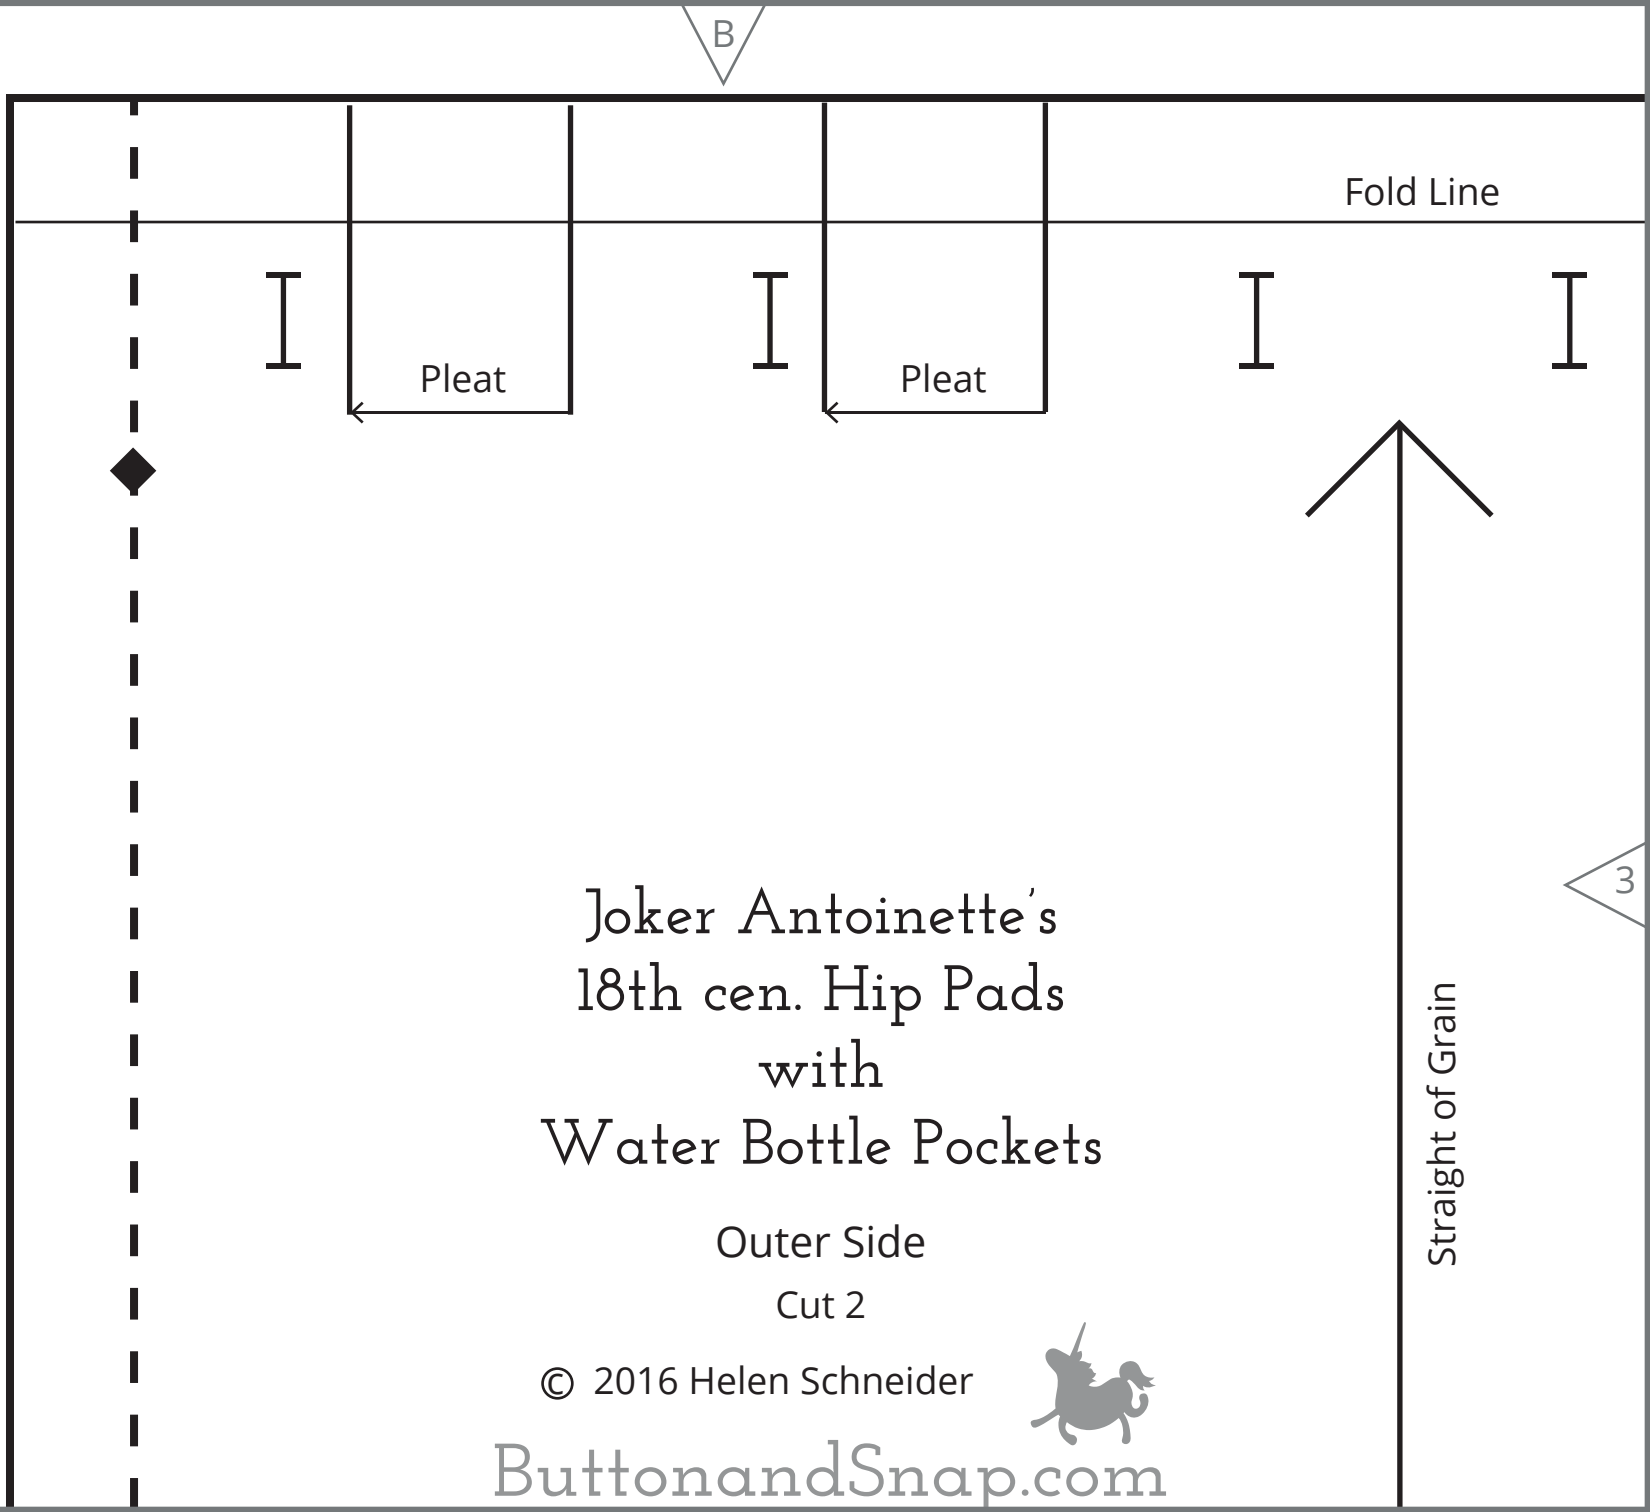 B
Fold Line
Pleat
Pleat
3
Joker Antoinette’s
18th cen. Hip Pads
with
Water Bottle Pockets
Straight of Grain
Outer Side
Cut 2
© 2016 Helen Schneider
ButtonandSnap.com